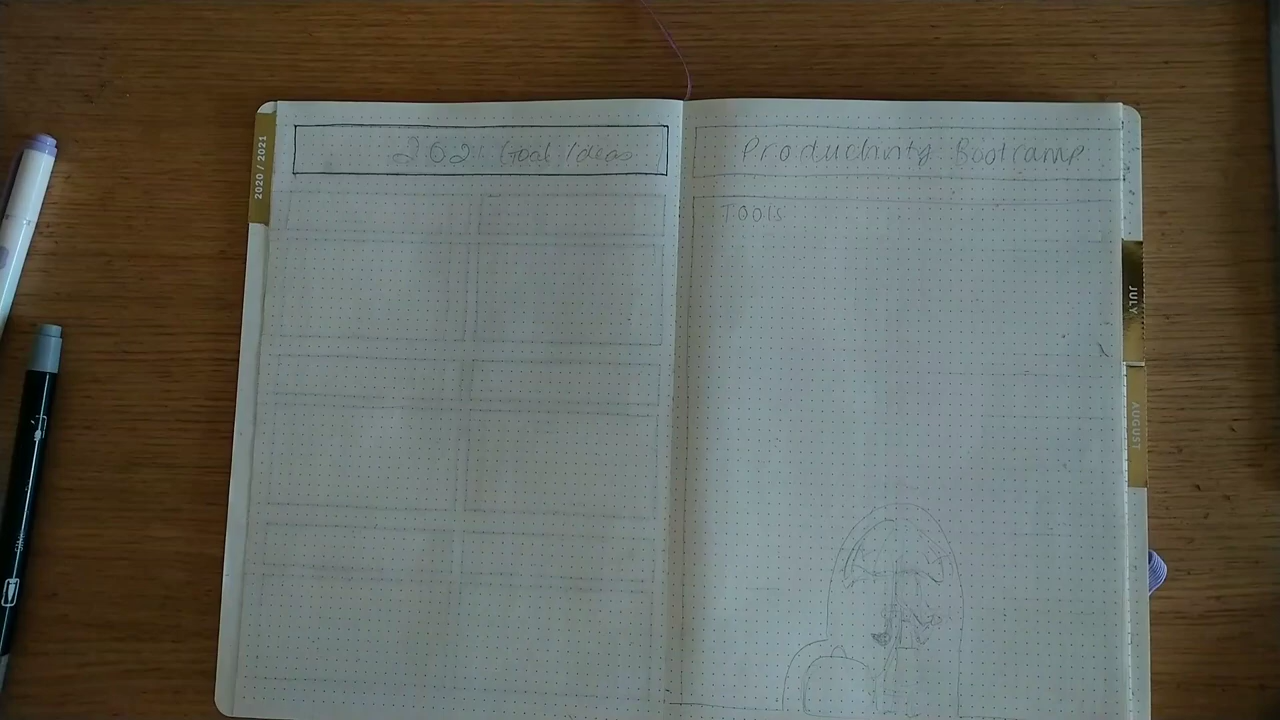 2020 / 2021
2021 Goal Ideas
Productivity Bootcamp
Tools
JULY
AUGUST